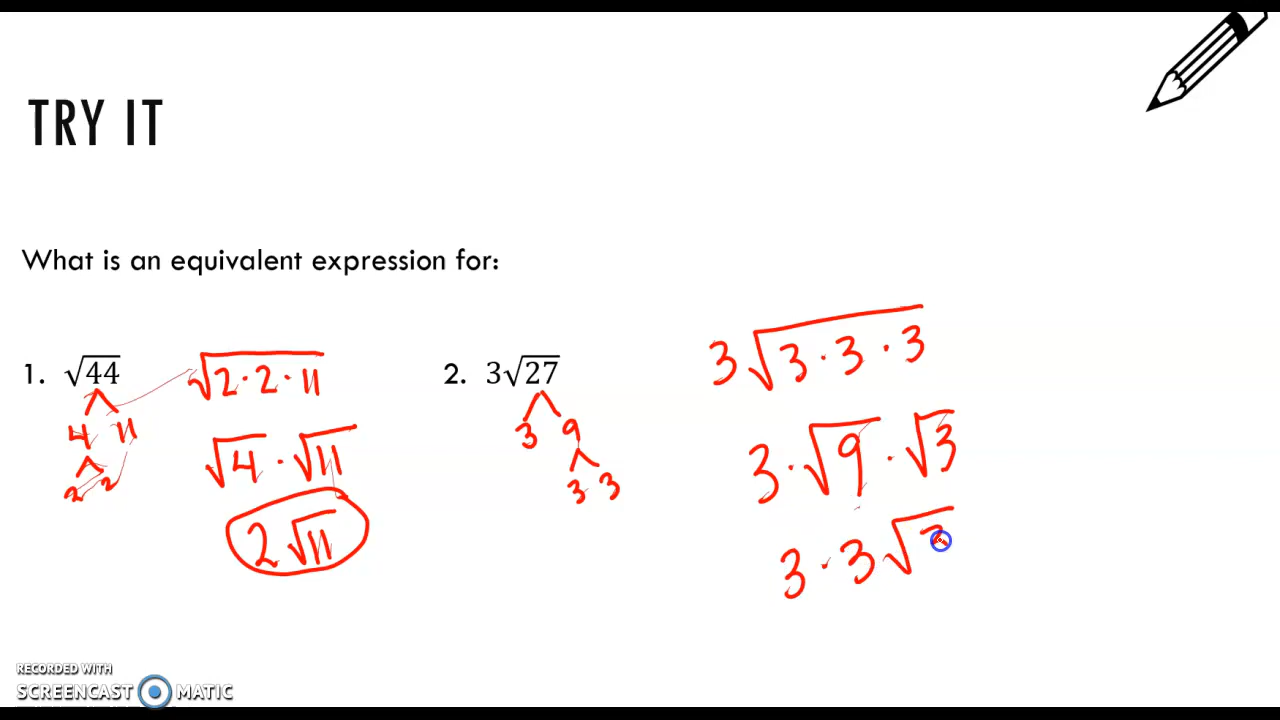 TRY IT
What is an equivalent expression for:
1. √44
4 11
2 2
√2·2·11
√4 · √11
2√11
2. 3√27
3 9
3 3
3√3·3·3
3·√9·√3
3·3√3
RECORDED WITH
SCREENCAST MATIC